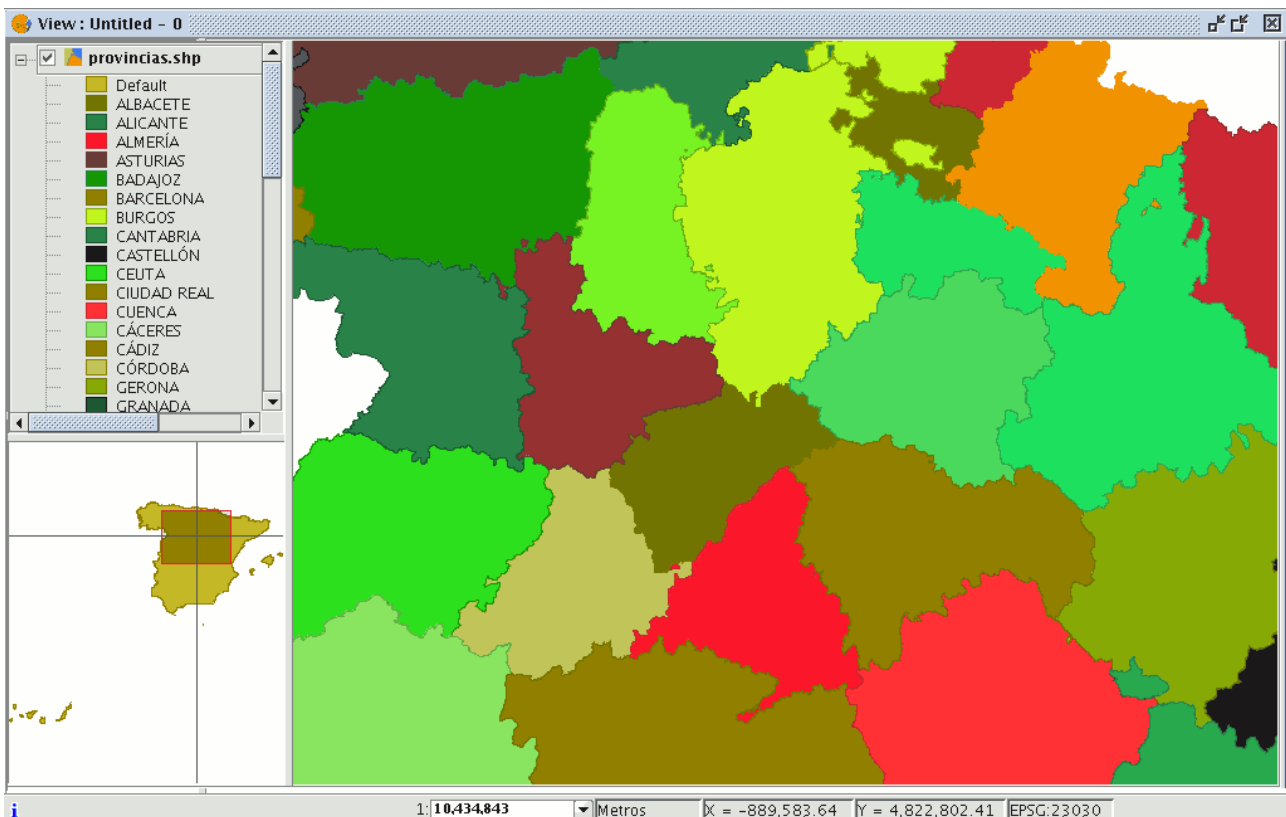 View : Untitled - 0
provincias.shp
Default
ALBACETE
ALICANTE
ALMERÍA
ASTURIAS
BADAJOZ
BARCELONA
BURGOS
CANTABRIA
CASTELLÓN
CEUTA
CIUDAD REAL
CUENCA
CÁCERES
CÁDIZ
CÓRDOBA
GERONA
GRANADA
1: 10,434,843 Metros X = -889,583.64 Y = 4,822,802.41 EPSG:23030